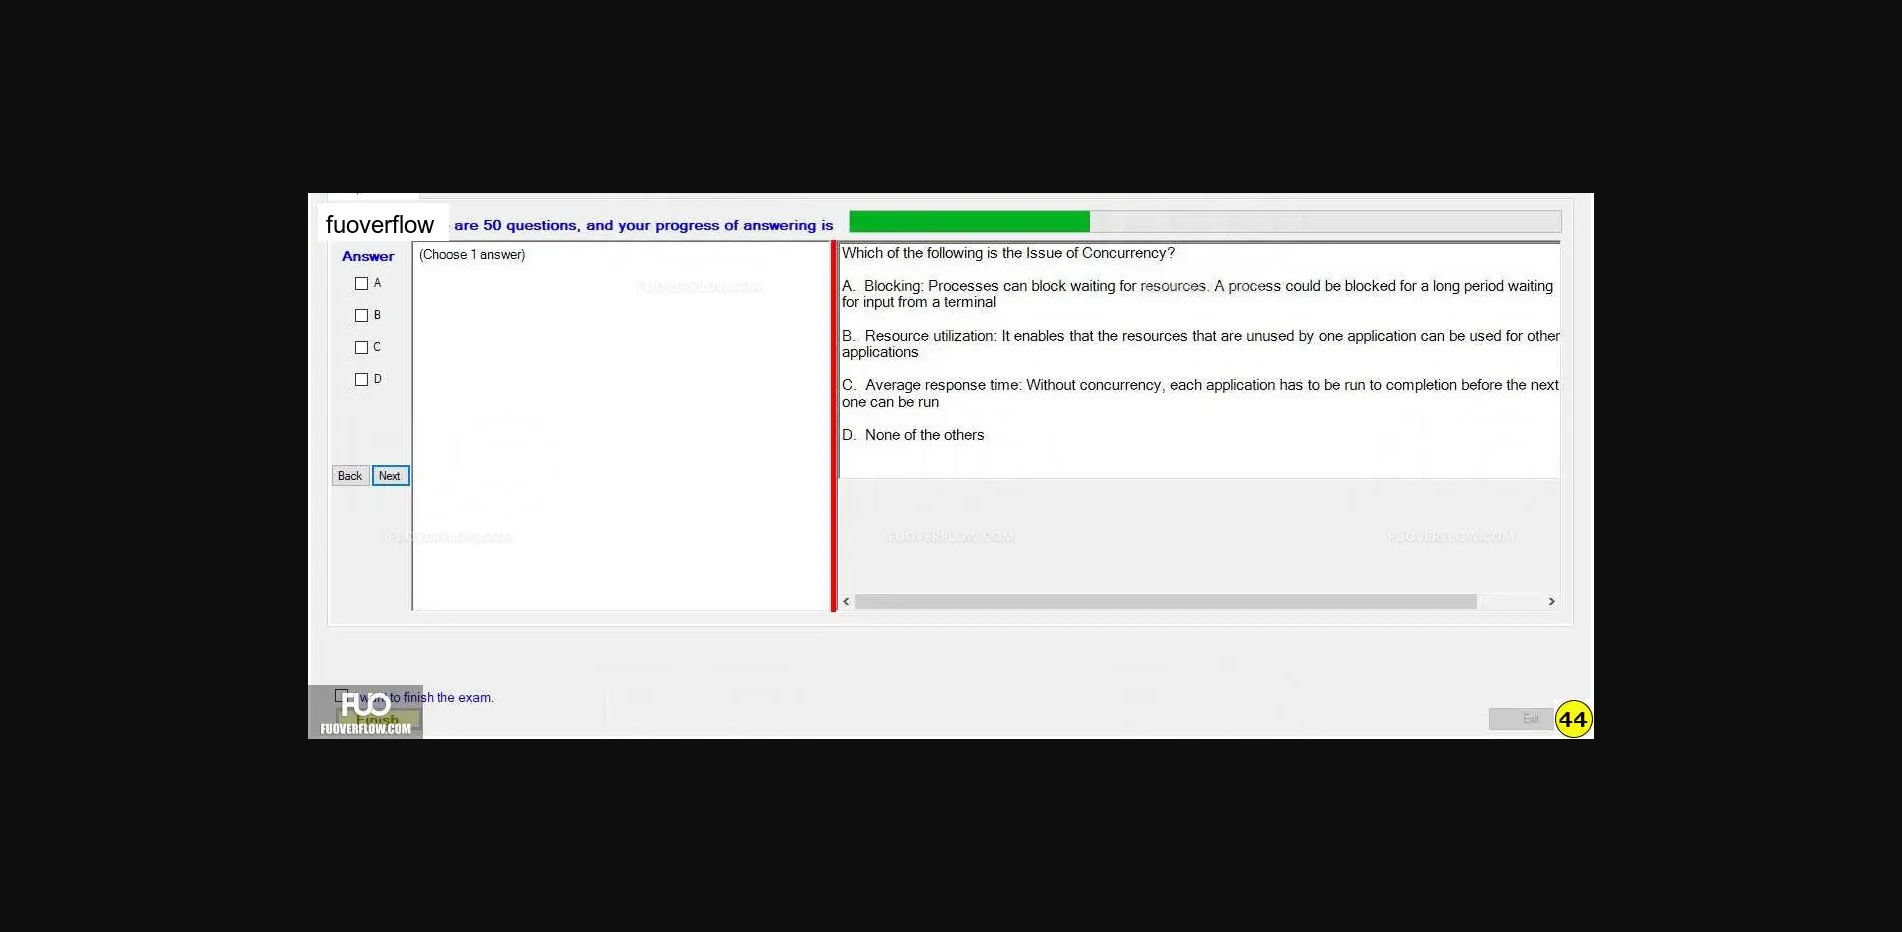 fuoverflow are 50 questions, and your progress of answering is
Answer
(Choose 1 answer)
A
B
C
D
Back Next
Which of the following is the Issue of Concurrency?
A. Blocking: Processes can block waiting for resources. A process could be blocked for a long period waiting
for input from a terminal
B. Resource utilization: It enables that the resources that are unused by one application can be used for other
applications
C. Average response time: Without concurrency, each application has to be run to completion before the next
one can be run
D. None of the others
FUOVERFLOW.COM
FUOVERFLOW.COM
FUOVERFLOW.COM
FUOVERFLOW.COM
< >
want to finish the exam.
FUO
Finish
FUOVERFLOW.COM
Exit
44